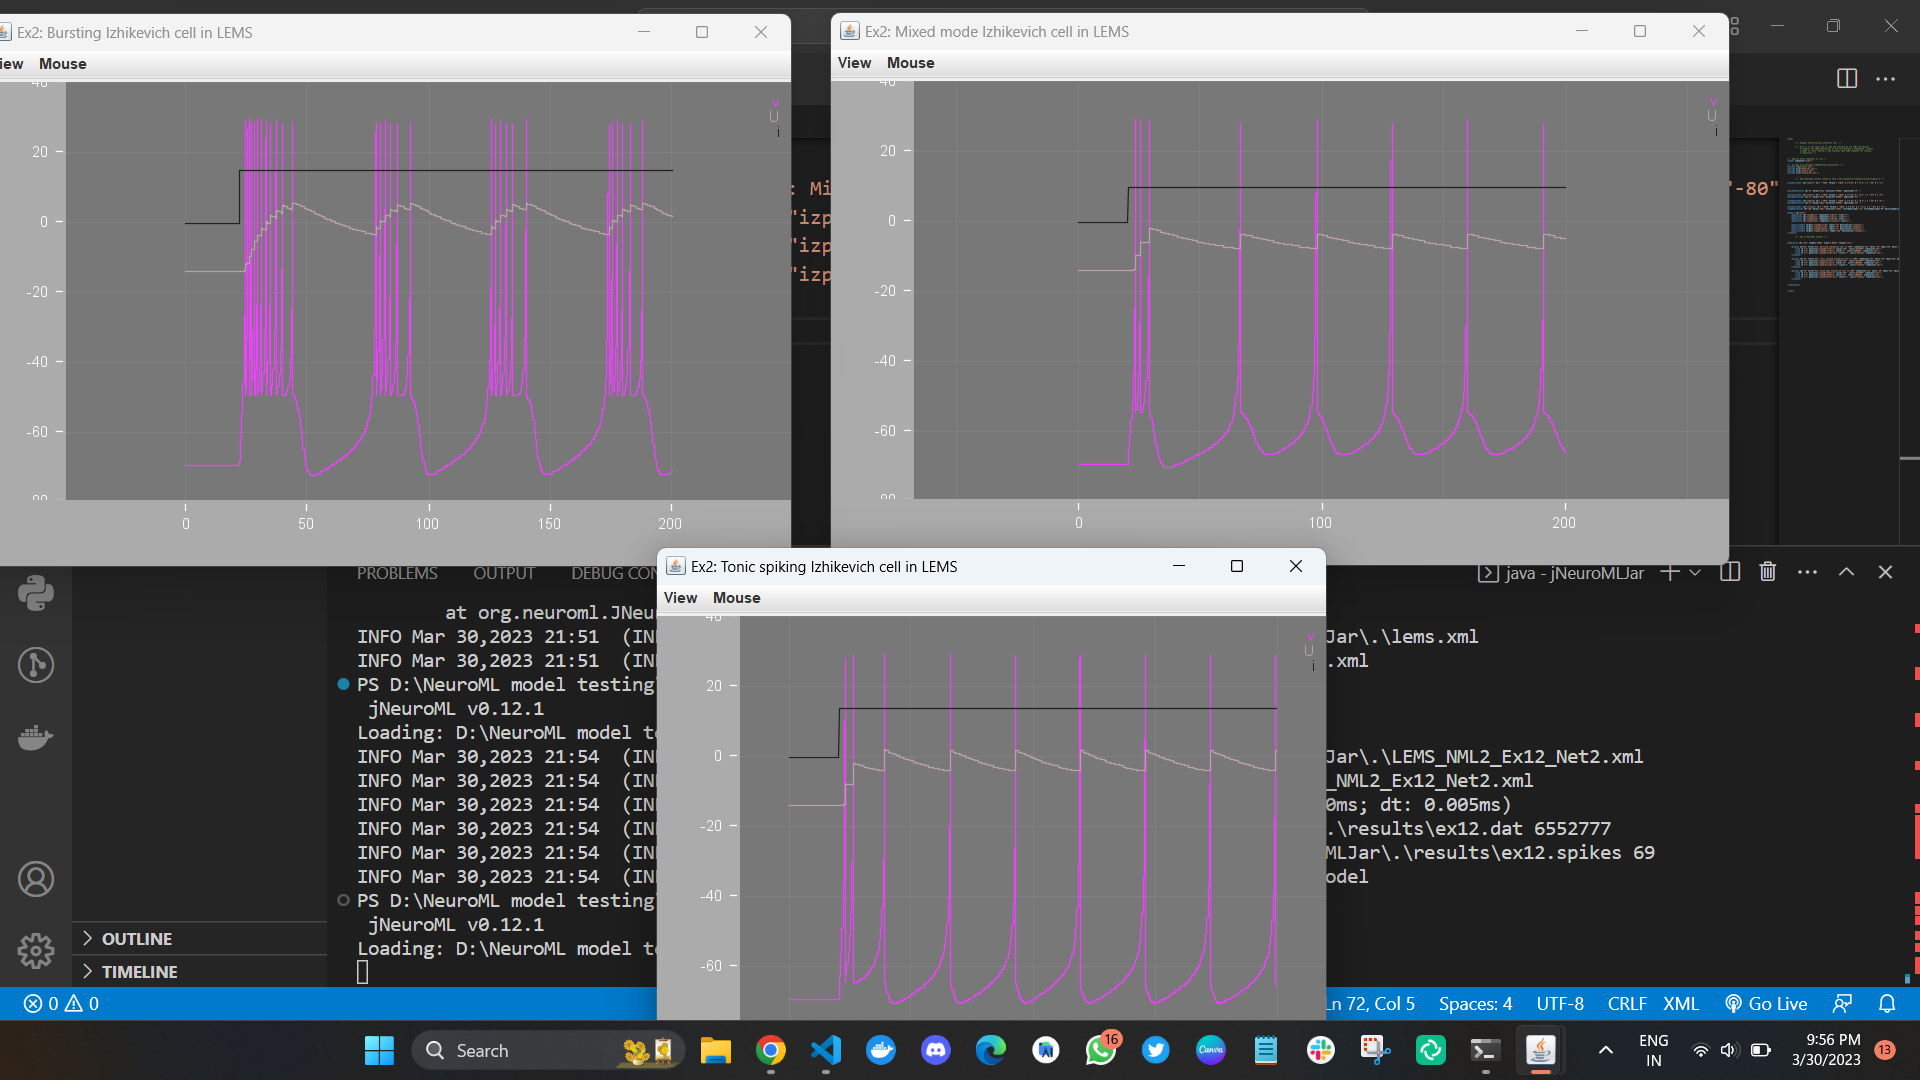 Ex2: Bursting Izhikevich cell in LEMS
iew Mouse
40
20
0
-20
-40
-60
80
0 50 100 150 200
v
U
i
Ex2: Mixed mode Izhikevich cell in LEMS
View Mouse
40
20
0
-20
-40
-60
80
0 100 200
v
U
i
: Mi
"izp
"izp
"izp
"-80"
PROBLEMS OUTPUT DEBUG CON
java - jNeuroMLJar
Ex2: Tonic spiking Izhikevich cell in LEMS
View Mouse
40
20
0
-20
-40
-60
v
U
i
at org.neuroml.JNeu
INFO Mar 30,2023 21:51 (IN Jar\.\lems.xml
INFO Mar 30,2023 21:51 (IN .xml
PS D:\NeuroML model testing
jNeuroML v0.12.1
Loading: D:\NeuroML model te
INFO Mar 30,2023 21:54 (IN Jar\.\LEMS_NML2_Ex12_Net2.xml
INFO Mar 30,2023 21:54 (IN _NML2_Ex12_Net2.xml
INFO Mar 30,2023 21:54 (IN 0ms; dt: 0.005ms)
INFO Mar 30,2023 21:54 (IN .\results\ex12.dat 6552777
INFO Mar 30,2023 21:54 (IN MLJar\.\results\ex12.spikes 69
INFO Mar 30,2023 21:54 (IN odel
PS D:\NeuroML model testing
jNeuroML v0.12.1
Loading: D:\NeuroML model te
OUTLINE
TIMELINE
0 0
Ln 72, Col 5 Spaces: 4 UTF-8 CRLF XML Go Live
Search
Canva
16
ENG
IN
9:56 PM
3/30/2023
13